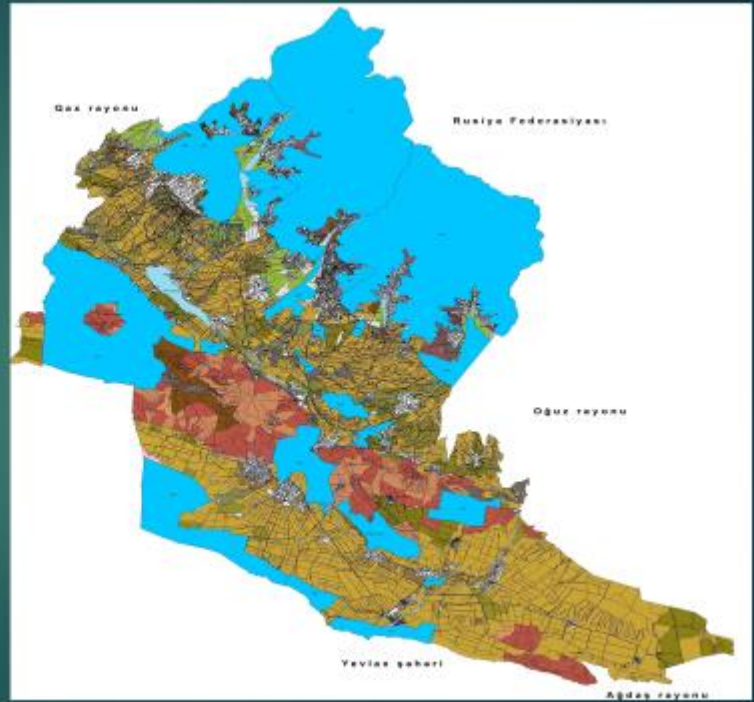 Qax rayonu
Rusiya Federasiyası
Oğuz rayonu
Yevlax şəhəri
Ağdaş rayonu